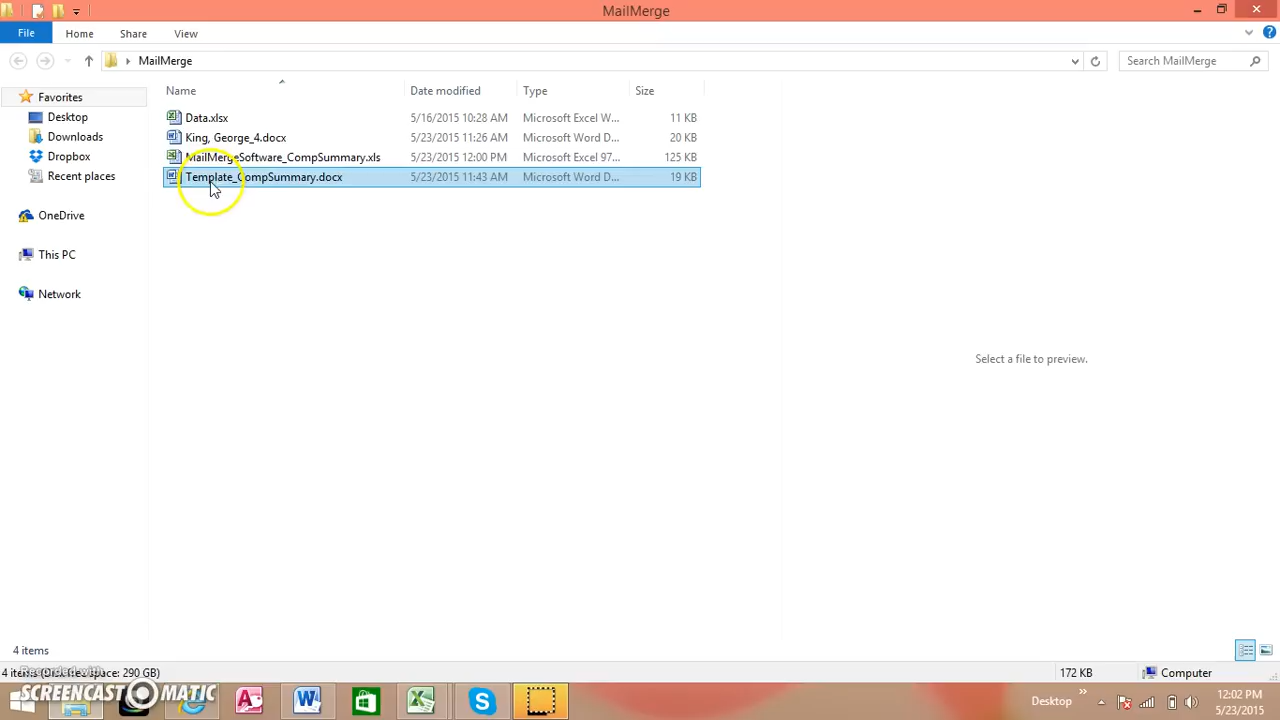 MailMerge
File Home Share View
MailMerge
Search MailMerge
Name Date modified Type Size
Favorites
Desktop
Downloads
Dropbox
Recent places
OneDrive
This PC
Network
Data.xlsx 5/16/2015 10:28 AM Microsoft Excel W... 11 KB
King, George_4.docx 5/23/2015 11:26 AM Microsoft Word D... 20 KB
MailMergeSoftware_CompSummary.xls 5/23/2015 12:00 PM Microsoft Excel 97... 125 KB
Template_CompSummary.docx 5/23/2015 11:43 AM Microsoft Word D... 19 KB
Select a file to preview.
4 items
4 items space: 290 GB) 172 KB Computer
Recorded with
SCREENCAST MATIC
Desktop
12:02 PM
5/23/2015